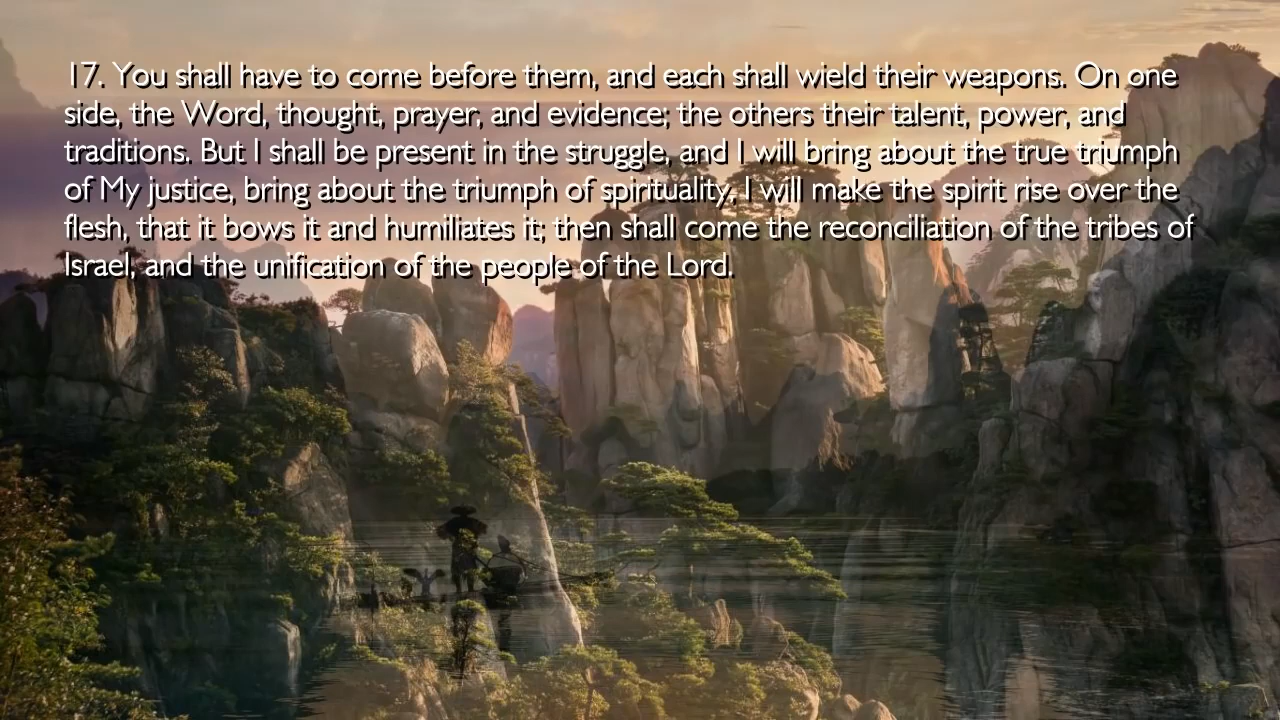 17. You shall have to come before them, and each shall wield their weapons. On one
side, the Word, thought, prayer, and evidence; the others their talent, power, and
traditions. But I shall be present in the struggle, and I will bring about the true triumph
of My justice, bring about the triumph of spirituality, I will make the spirit rise over the
flesh, that it bows it and humiliates it; then shall come the reconciliation of the tribes of
Israel, and the unification of the people of the Lord.